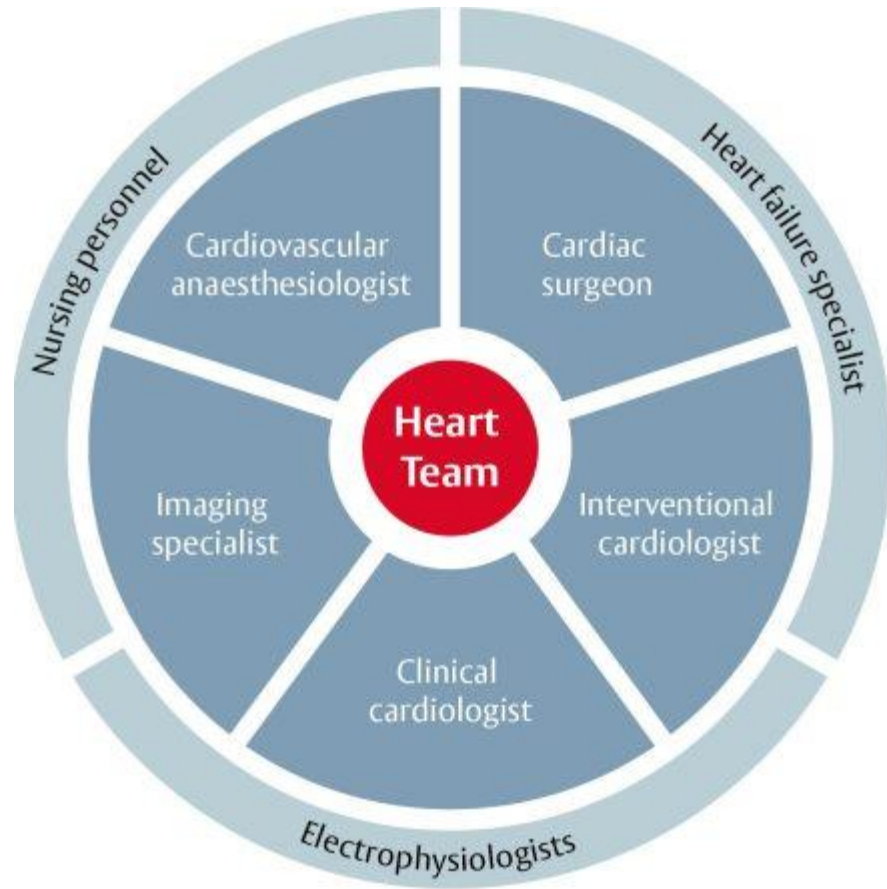 Nursing personnel
Heart failure specialist
Cardiovascular
anaesthesiologist
Cardiac
surgeon
Heart
Team
Imaging
specialist
Interventional
cardiologist
Clinical
cardiologist
Electrophysiologists